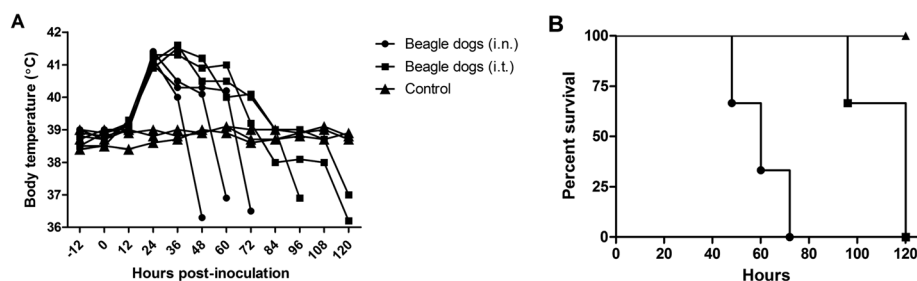 A
Body temperature (°C)
42
41
40
39
38
37
36
-12 0 12 24 36 48 60 72 84 96 108 120
Hours post-inoculation
Beagle dogs (i.n.)
Beagle dogs (i.t.)
Control
B
Percent survival
100
75
50
25
0
0 20 40 60 80 100 120
Hours